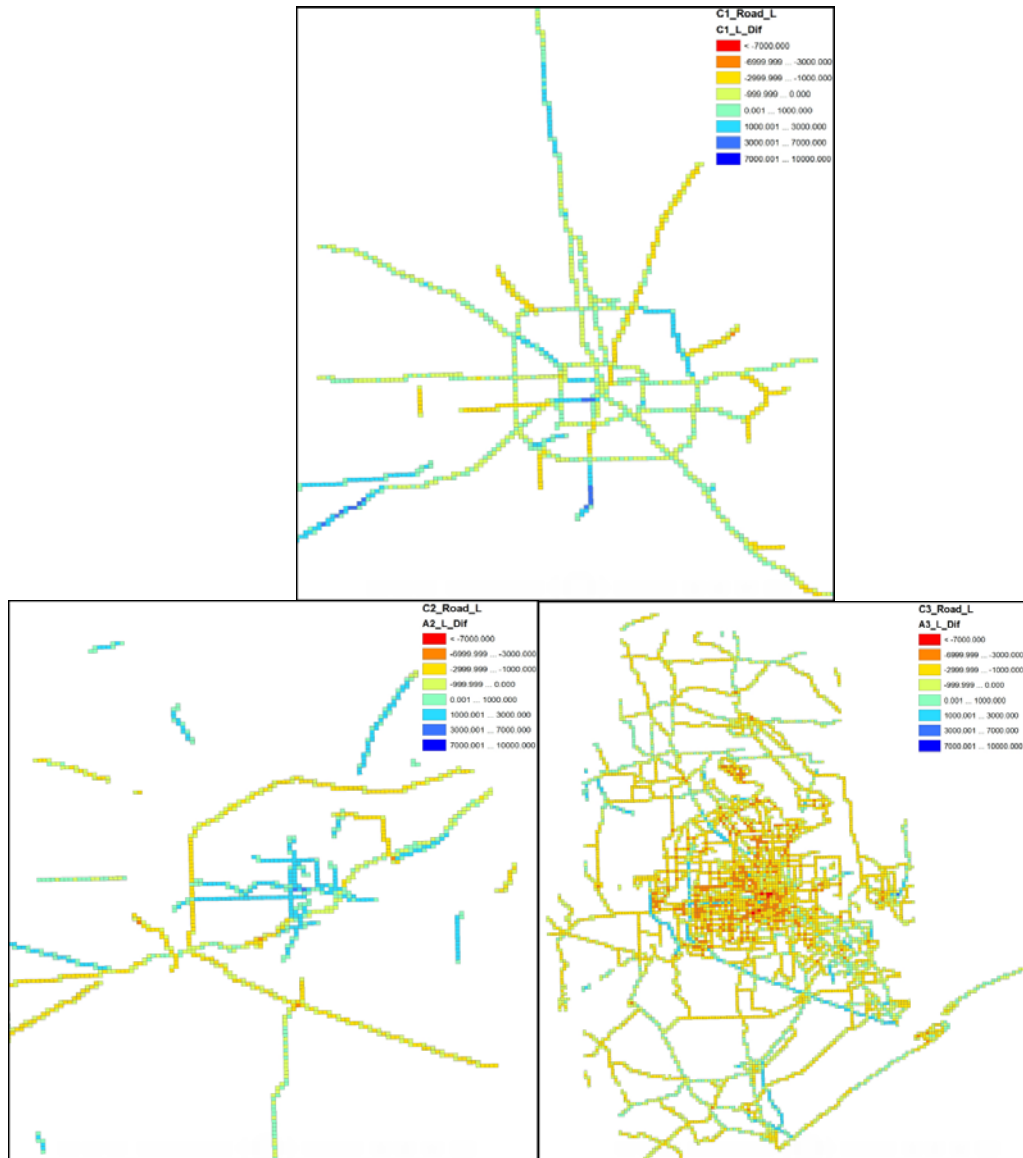 C1_Road_L
C1_L_Dif
< -7000.000
-6999.999 ... -3000.000
-2999.999 ... -1000.000
-999.999 ... 0.000
0.001 ... 1000.000
1000.001 ... 3000.000
3000.001 ... 7000.000
7000.001 ... 10000.000
C2_Road_L
A2_L_Dif
< -7000.000
-6999.999 ... -3000.000
-2999.999 ... -1000.000
-999.999 ... 0.000
0.001 ... 1000.000
1000.001 ... 3000.000
3000.001 ... 7000.000
7000.001 ... 10000.000
C3_Road_L
A3_L_Dif
< -7000.000
-6999.999 ... -3000.000
-2999.999 ... -1000.000
-999.999 ... 0.000
0.001 ... 1000.000
1000.001 ... 3000.000
3000.001 ... 7000.000
7000.001 ... 10000.000